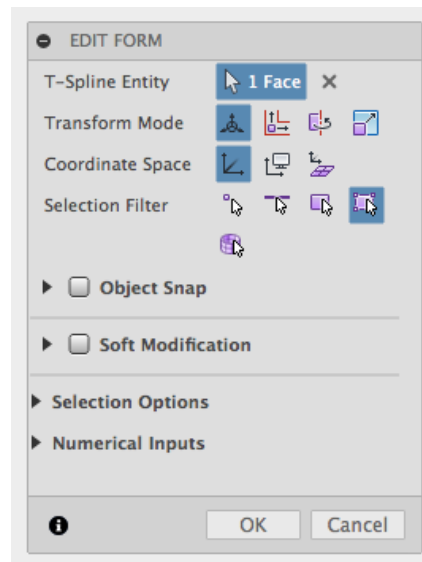 EDIT FORM
T-Spline Entity 1 Face
Transform Mode
Coordinate Space
Selection Filter
Object Snap
Soft Modification
Selection Options
Numerical Inputs
OK Cancel